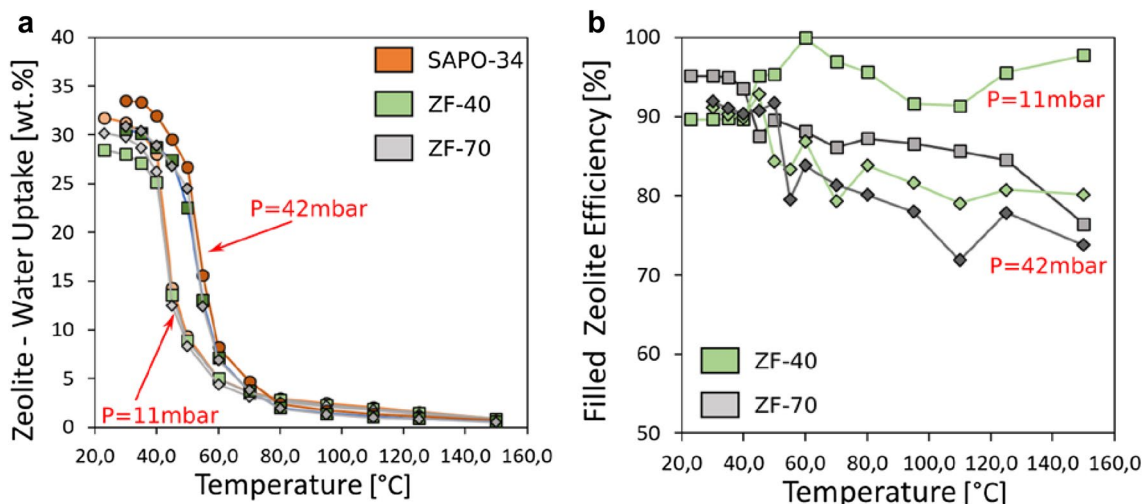 a
Zeolite - Water Uptake [wt.%]
40
35
30
25
20
15
10
5
0
20,0 40,0 60,0 80,0 100,0 120,0 140,0 160,0
Temperature [°C]
SAPO-34
ZF-40
ZF-70
P=42mbar
P=11mbar
b
Filled Zeolite Efficiency [%]
100
90
80
70
60
50
20,0 40,0 60,0 80,0 100,0 120,0 140,0 160,0
Temperature [°C]
P=11mbar
P=42mbar
ZF-40
ZF-70